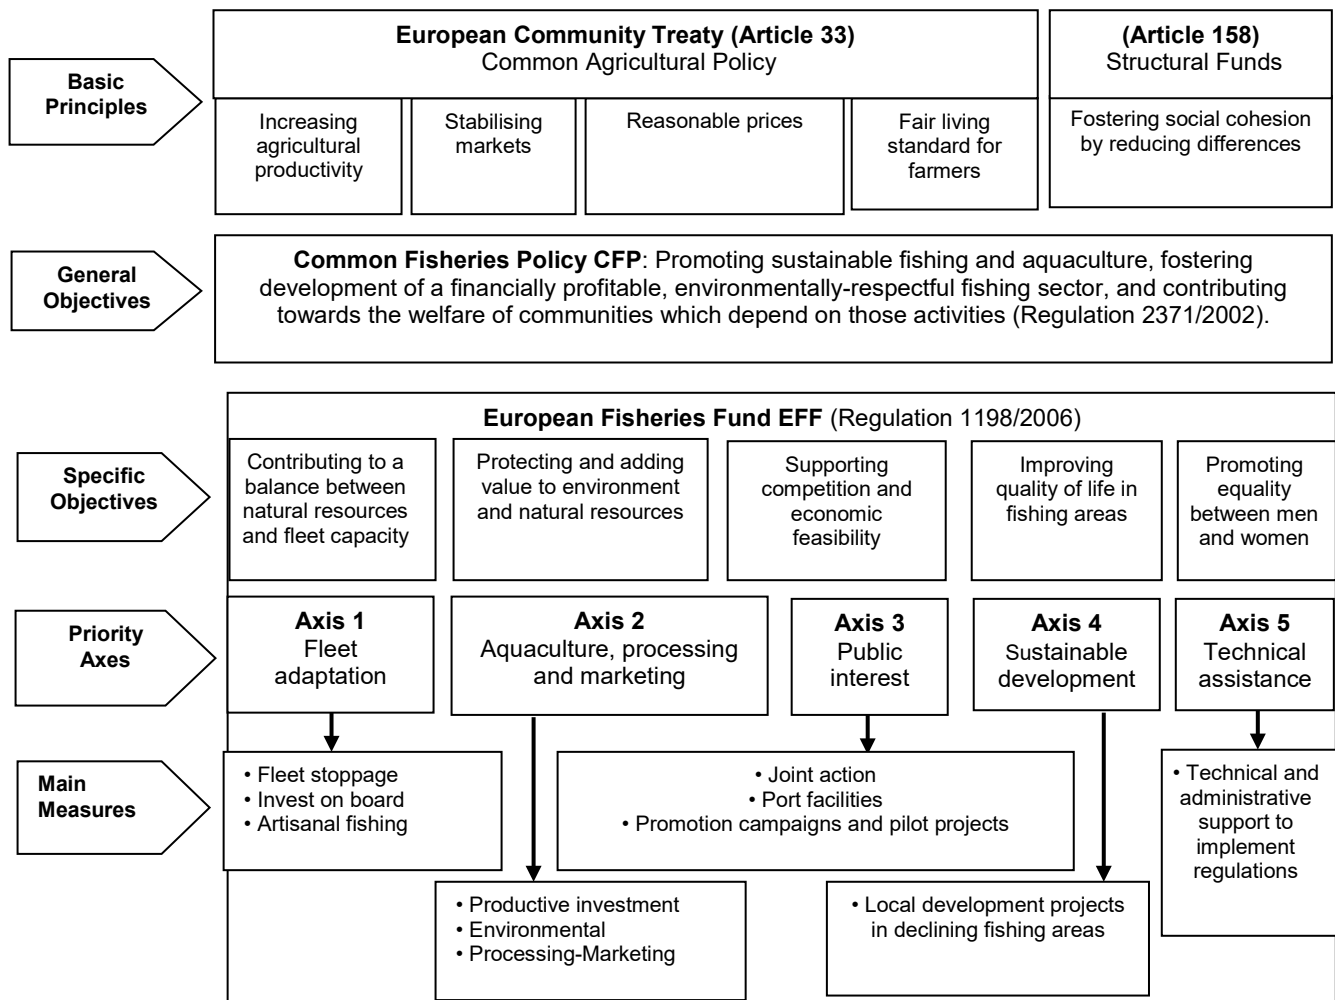 European Community Treaty (Article 33)
Common Agricultural Policy
(Article 158)
Structural Funds
Basic
Principles
Increasing
agricultural
productivity
Stabilising
markets
Reasonable prices
Fair living
standard for
farmers
Fostering social cohesion
by reducing differences
General
Objectives
Common Fisheries Policy CFP: Promoting sustainable fishing and aquaculture, fostering
development of a financially profitable, environmentally-respectful fishing sector, and contributing
towards the welfare of communities which depend on those activities (Regulation 2371/2002).
European Fisheries Fund EFF (Regulation 1198/2006)
Specific
Objectives
Contributing to a
balance between
natural resources
and fleet capacity
Protecting and adding
value to environment
and natural resources
Supporting
competition and
economic
feasibility
Improving
quality of life in
fishing areas
Promoting
equality
between men
and women
Priority
Axes
Axis 1
Fleet
adaptation
Axis 2
Aquaculture, processing
and marketing
Axis 3
Public
interest
Axis 4
Sustainable
development
Axis 5
Technical
assistance
Main
Measures
• Fleet stoppage
• Invest on board
• Artisanal fishing
• Joint action
• Port facilities
• Promotion campaigns and pilot projects
• Technical and
administrative
support to
implement
regulations
• Productive investment
• Environmental
• Processing-Marketing
• Local development projects
in declining fishing areas